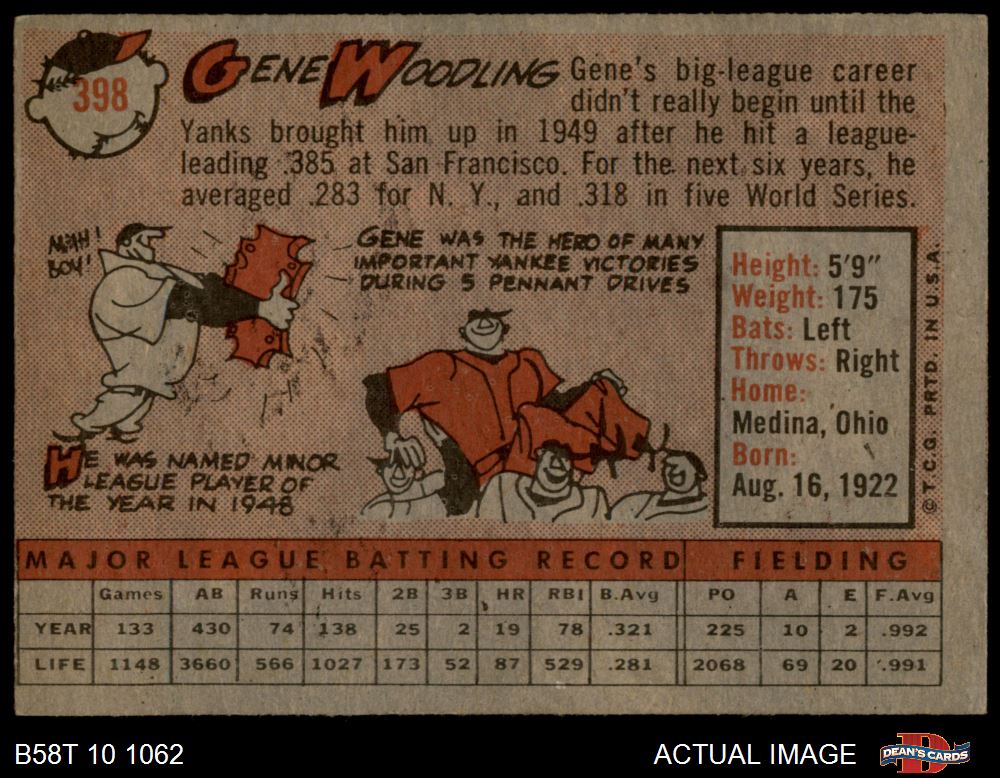 398
GENE WOODLING Gene's big-league career
didn't really begin until the
Yanks brought him up in 1949 after he hit a league-
leading .385 at San Francisco. For the next six years, he
averaged .283 for N. Y., and .318 in five World Series.
BOY!
GENE WAS THE HERO OF MANY
IMPORTANT YANKEE VICTORIES
DURING 5 PENNANT DRIVES
HE WAS NAMED MINOR
LEAGUE PLAYER OF
THE YEAR IN 1948
Height: 5'9"
Weight: 175
Bats: Left
Throws: Right
Home:
Medina, Ohio
Born:
Aug. 16, 1922
© T.C.G. PRTD. IN U.S.A.
MAJOR LEAGUE BATTING RECORD FIELDING
Games AB Runs Hits 2B 3B HR RBI B.Avg PO A E F.Avg
YEAR 133 430 74 138 25 2 19 78 .321 225 10 2 .992
LIFE 1148 3660 566 1027 173 52 87 529 .281 2068 69 20 .991
B58T 10 1062 ACTUAL IMAGE DEAN'S CARDS